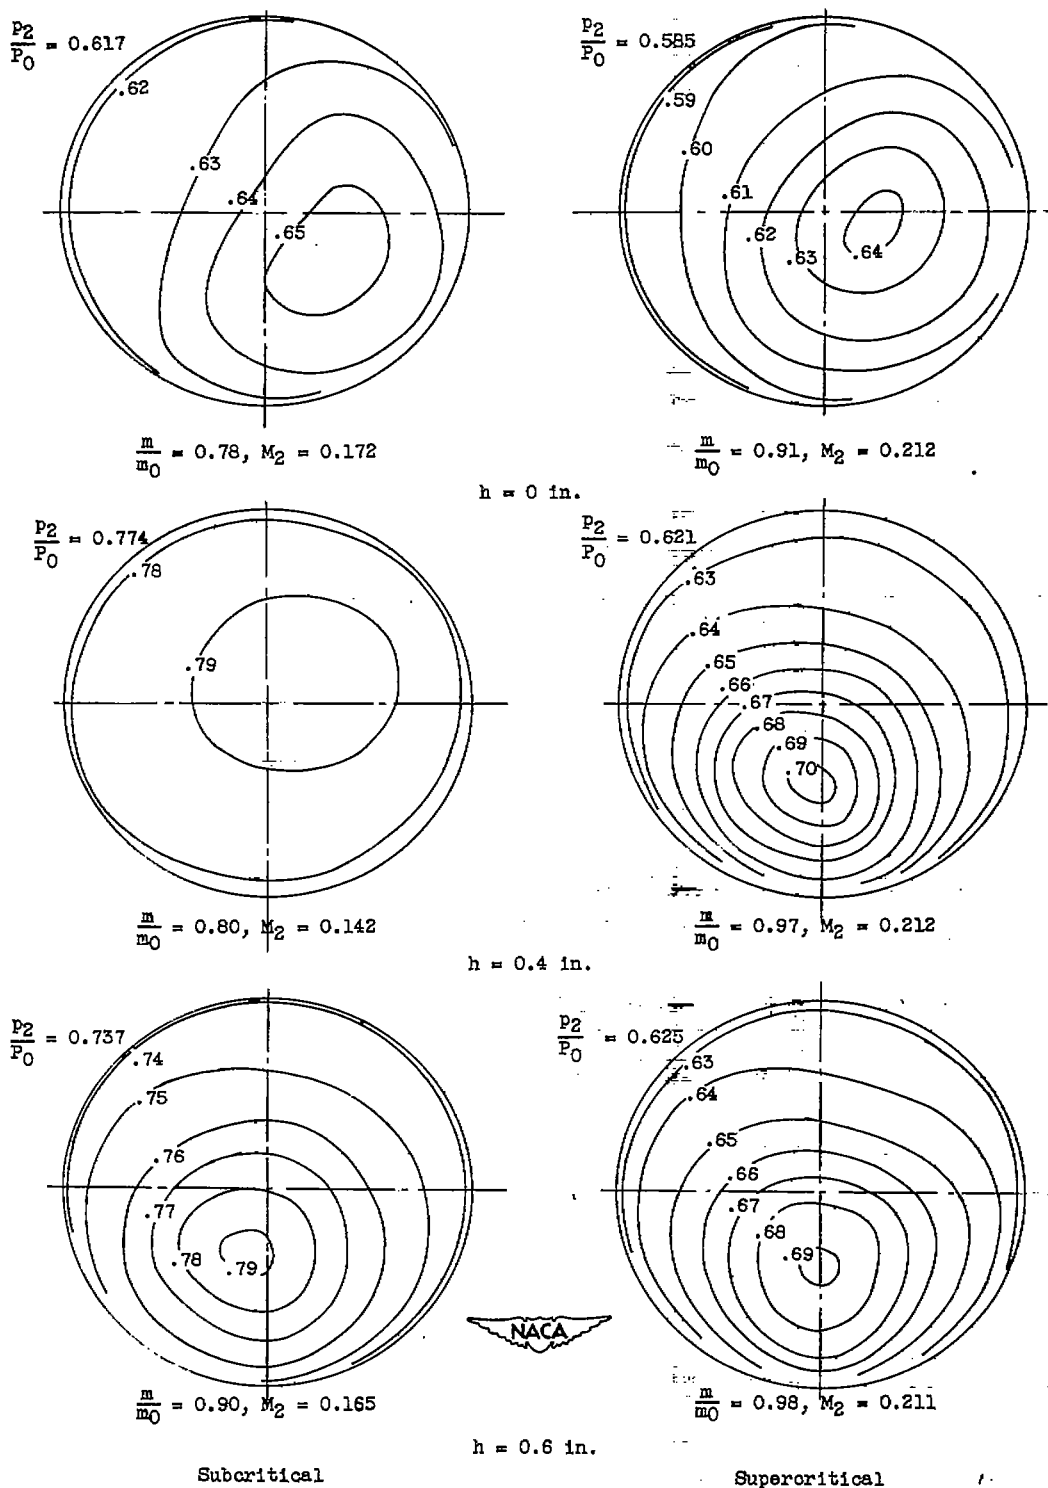 p2/P0 = 0.617
.62
.63
.64
.65
m/m0 = 0.78, M2 = 0.172
p2/P0 = 0.585
.59
.60
.61
.62
.63
.64
m/m0 = 0.91, M2 = 0.212
h = 0 in.
p2/P0 = 0.774
.78
.79
m/m0 = 0.80, M2 = 0.142
p2/P0 = 0.621
.63
.64
.65
.66
.67
.68
.69
.70
m/m0 = 0.97, M2 = 0.212
h = 0.4 in.
p2/P0 = 0.737
.74
.75
.76
.77
.78
.79
m/m0 = 0.90, M2 = 0.165
p2/P0 = 0.625
.63
.64
.65
.66
.67
.68
.69
m/m0 = 0.98, M2 = 0.211
NACA
h = 0.6 in.
Subcritical
Supercritical